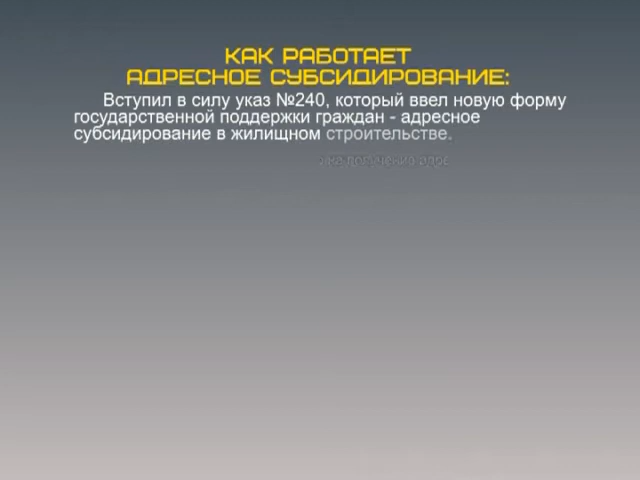 КАК РАБОТАЕТ
АДРЕСНОЕ СУБСИДИРОВАНИЕ:
Вступил в силу указ №240, который ввел новую форму
государственной поддержки граждан - адресное
субсидирование в жилищном строительстве.